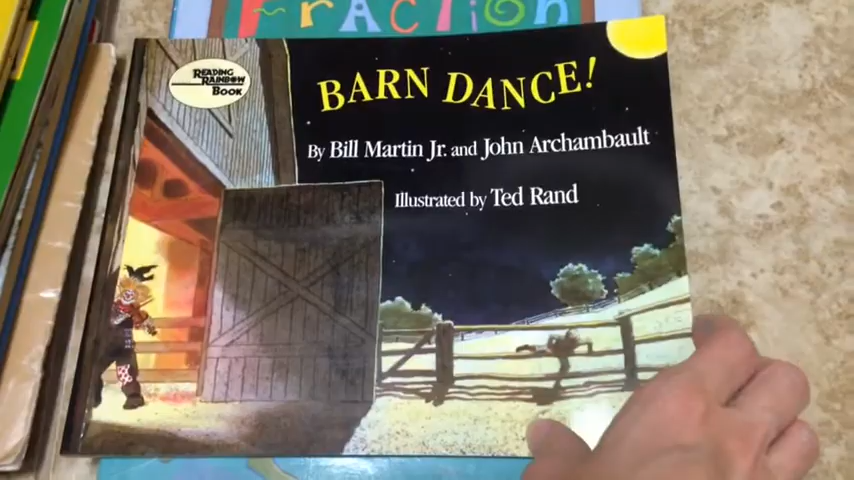 Fraction
READING
RAINBOW
BOOK
BARN DANCE!
By Bill Martin Jr. and John Archambault
Illustrated by Ted Rand